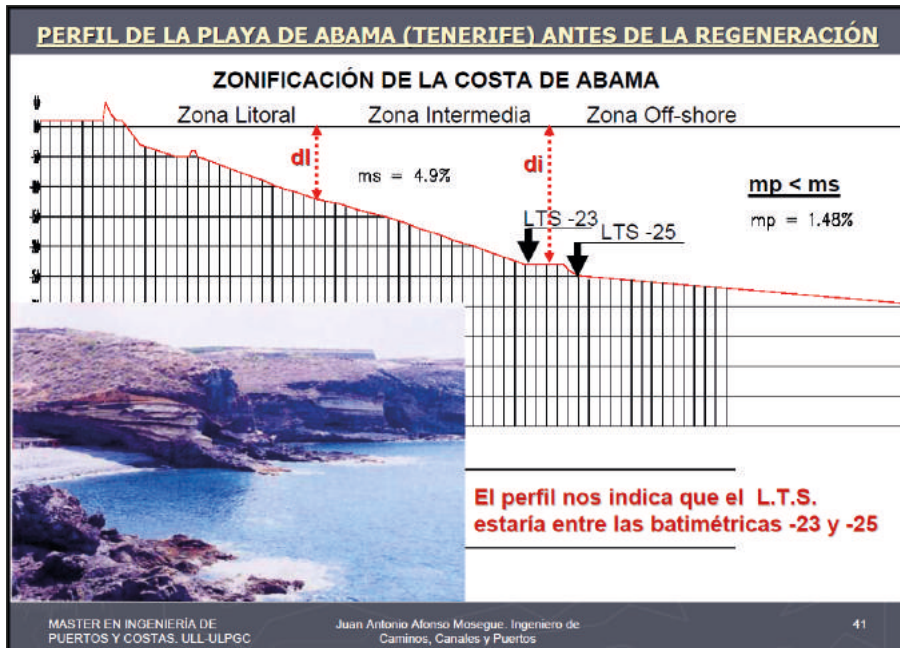 PERFIL DE LA PLAYA DE ABAMA (TENERIFE) ANTES DE LA REGENERACIÓN
ZONIFICACIÓN DE LA COSTA DE ABAMA
Zona Litoral
Zona Intermedia
Zona Off-shore
dl
ms = 4.9%
di
mp < ms
mp = 1.48%
LTS -23
LTS -25
El perfil nos indica que el L.T.S.
estaría entre las batimétricas -23 y -25
MASTER EN INGENIERÍA DE
PUERTOS Y COSTAS. ULL-ULPGC
Juan Antonio Afonso Mosegue. Ingeniero de
Caminos, Canales y Puertos
41